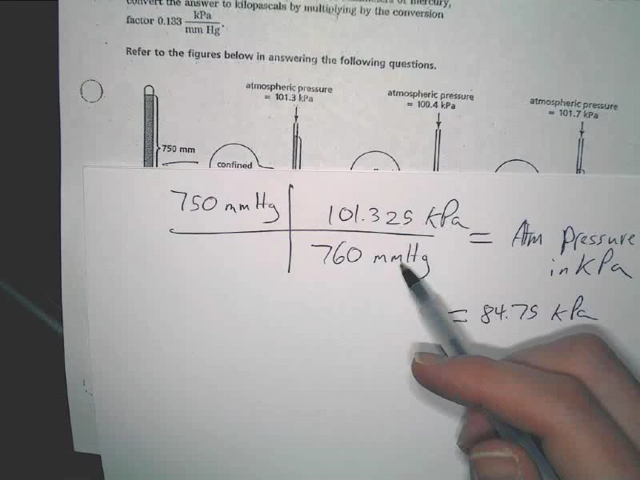 convert the answer to kilopascals by multiplying by the conversion
factor 0.133 kPa
mm Hg
Refer to the figures below in answering the following questions.
atmospheric pressure
= 101.3 kPa
atmospheric pressure
= 100.4 kPa
atmospheric pressure
= 101.7 kPa
750 mm
confined
750 mmHg 101.325 kPa
760 mmHg
= Atm Pressure
in kPa
= 84.75 kPa